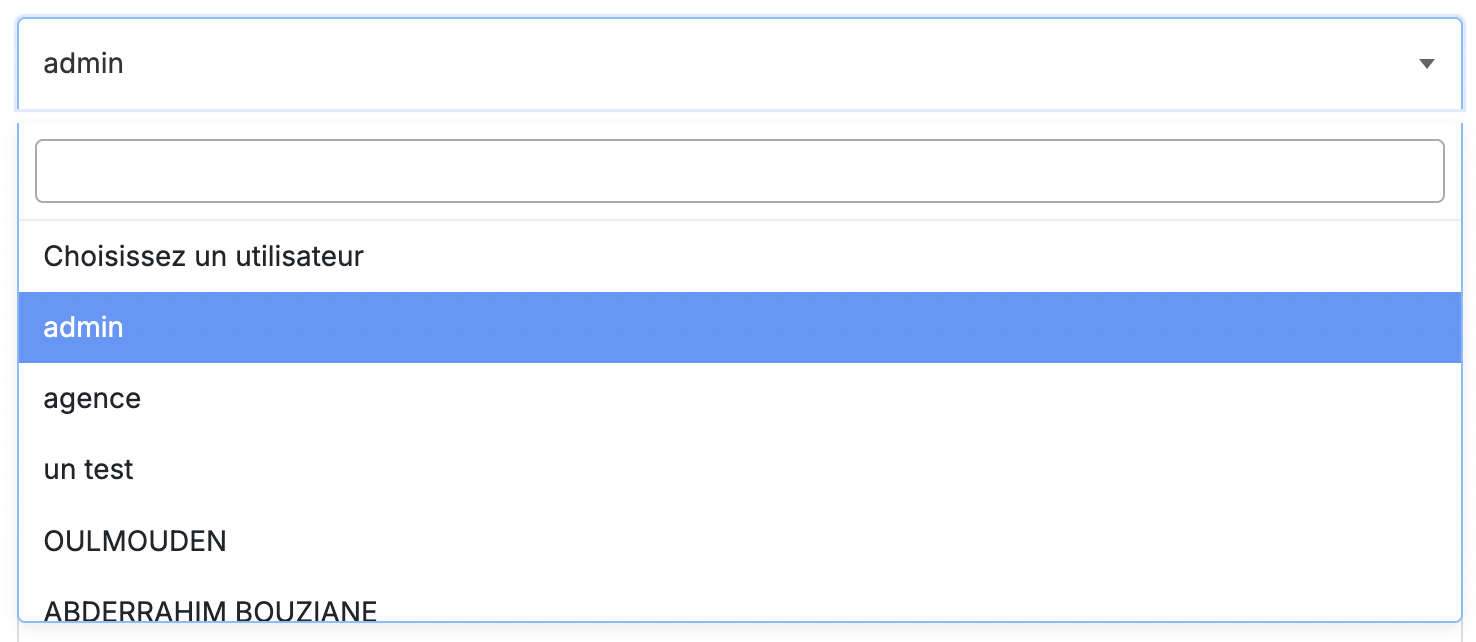 admin
Choisissez un utilisateur
admin
agence
un test
OULMOUDEN
ABDERRAHIM BOUZIANE